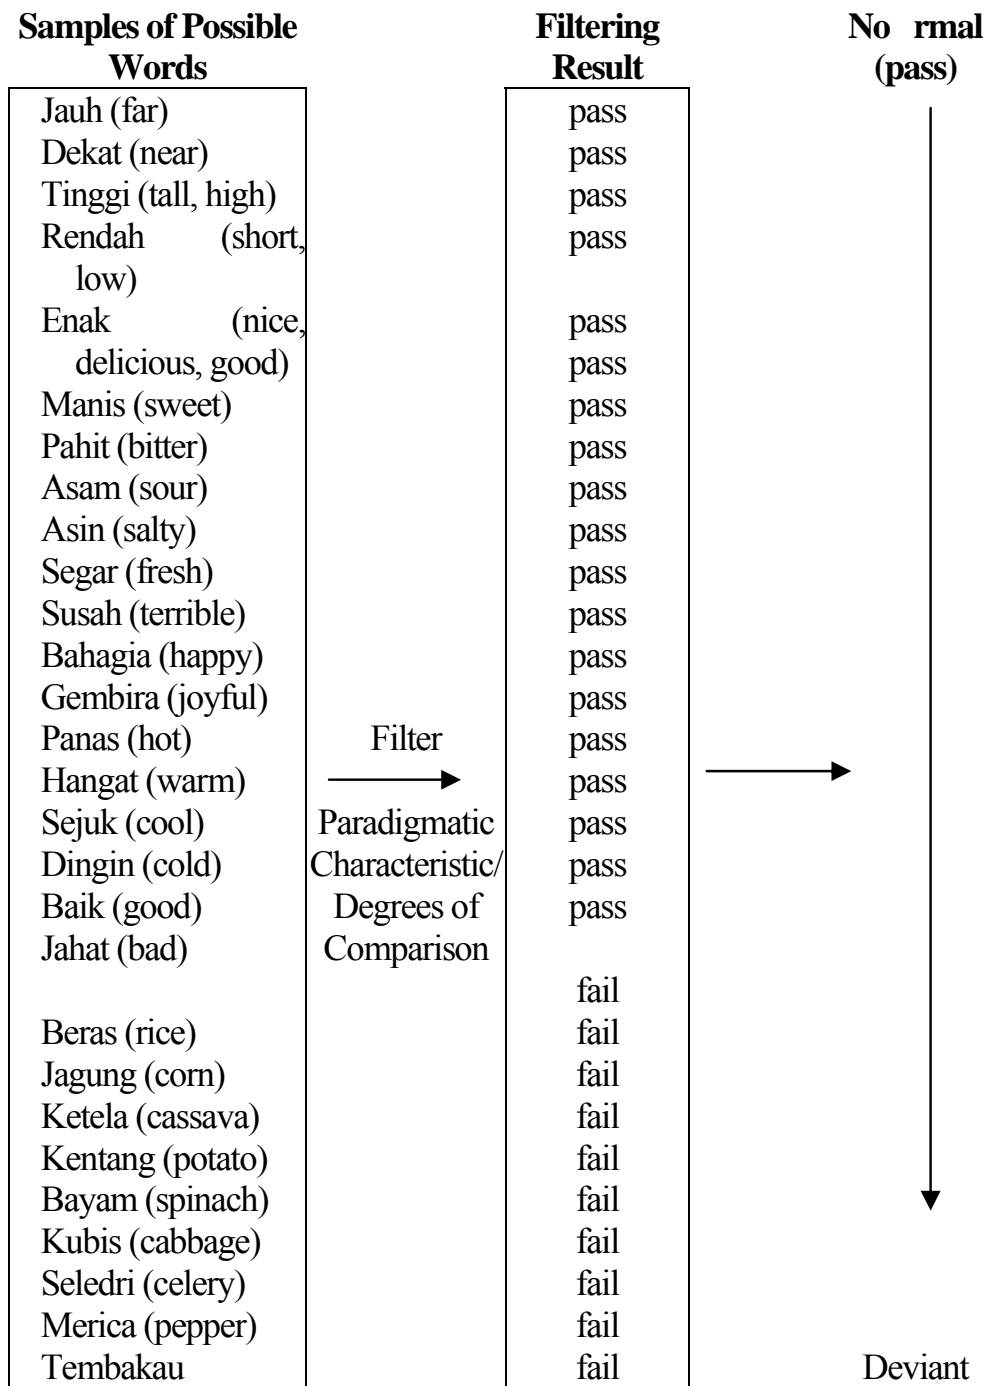 Samples of Possible Filtering No rmal
Words Result (pass)
Jauh (far) pass
Dekat (near) pass
Tinggi (tall, high) pass
Rendah (short, pass
low)
Enak (nice, pass
delicious, good) pass
Manis (sweet) pass
Pahit (bitter) pass
Asam (sour) pass
Asin (salty) pass
Segar (fresh) pass
Susah (terrible) pass
Bahagia (happy) pass
Gembira (joyful) pass
Panas (hot) Filter pass
Hangat (warm) pass
Sejuk (cool) Paradigmatic pass
Dingin (cold) Characteristic/ pass
Baik (good) Degrees of pass
Jahat (bad) Comparison
fail
Beras (rice) fail
Jagung (corn) fail
Ketela (cassava) fail
Kentang (potato) fail
Bayam (spinach) fail
Kubis (cabbage) fail
Seledri (celery) fail
Merica (pepper) fail
Tembakau fail Deviant